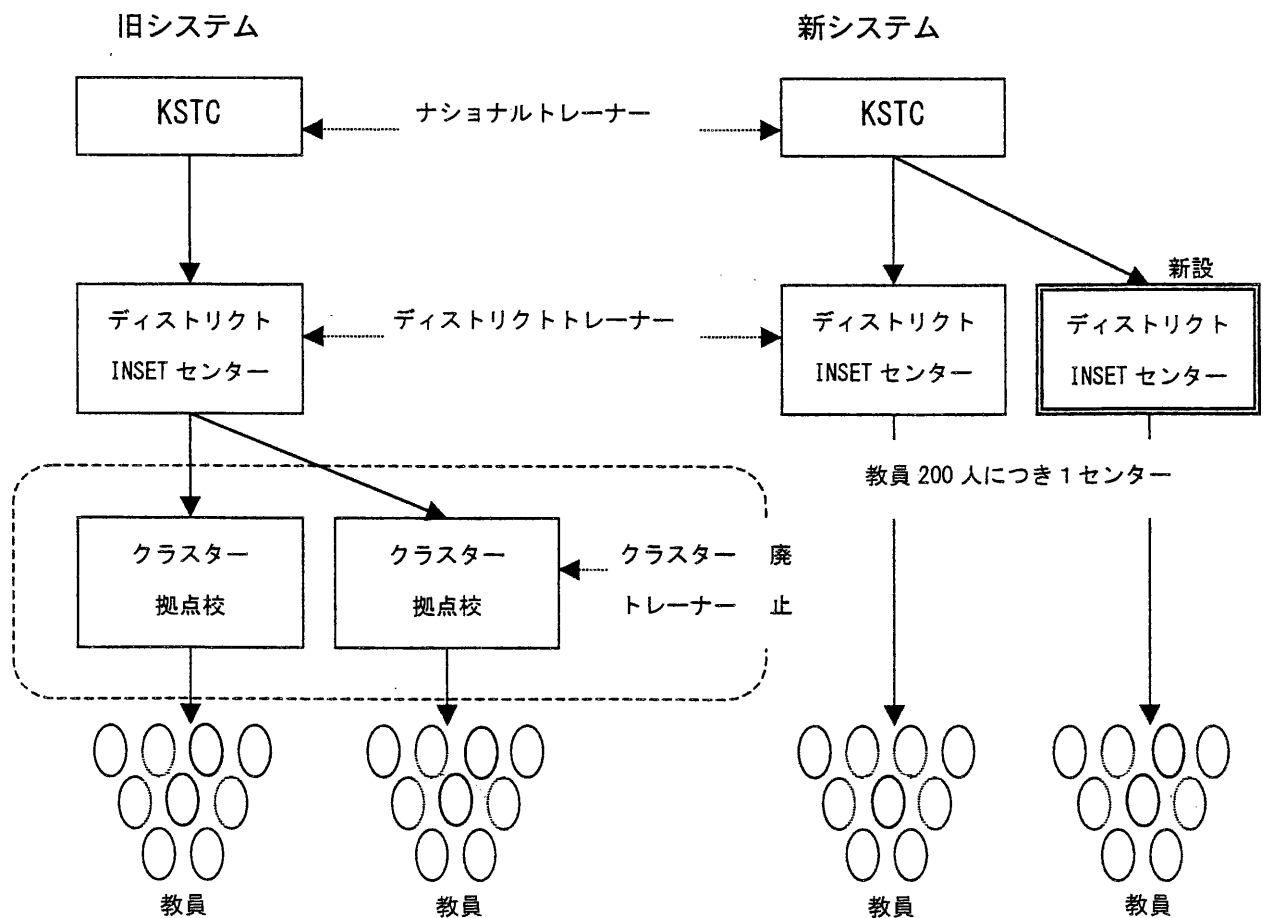 旧システム
新システム
KSTC
ナショナルトレーナー
KSTC
新設
ディストリクト
INSET センター
ディストリクトトレーナー
ディストリクト
INSET センター
ディストリクト
INSET センター
教員 200 人につき 1 センター
クラスター
拠点校
クラスター
拠点校
クラスター
トレーナー
廃
止
教員
教員
教員
教員